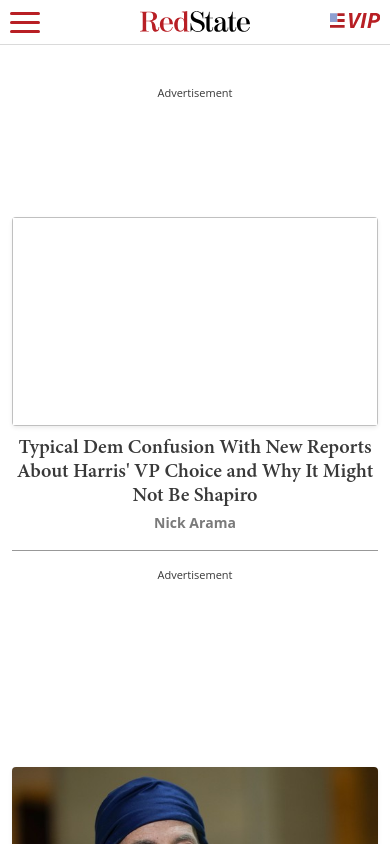 RedState
VIP
Advertisement
Typical Dem Confusion With New Reports
About Harris' VP Choice and Why It Might
Not Be Shapiro
Nick Arama
Advertisement